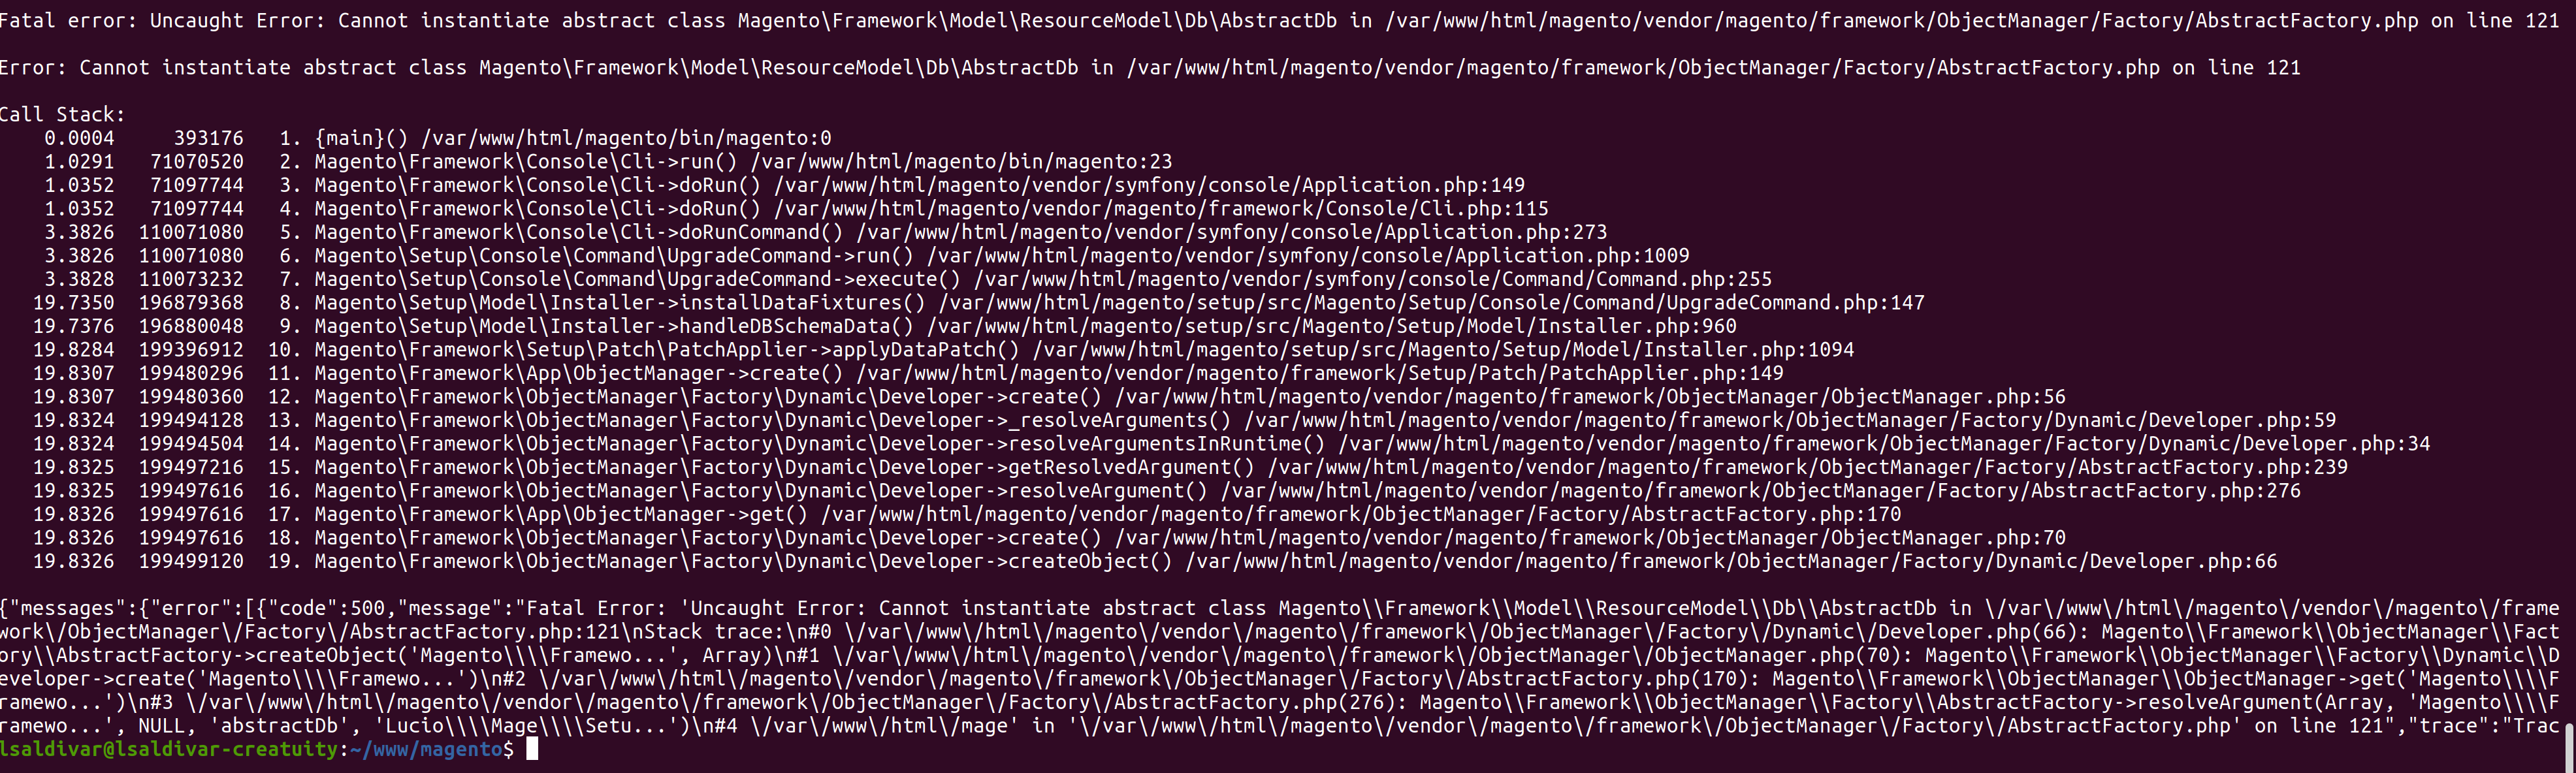 Fatal error: Uncaught Error: Cannot instantiate abstract class Magento\Framework\Model\ResourceModel\Db\AbstractDb in /var/www/html/magento/vendor/magento/framework/ObjectManager/Factory/AbstractFactory.php on line 121
Error: Cannot instantiate abstract class Magento\Framework\Model\ResourceModel\Db\AbstractDb in /var/www/html/magento/vendor/magento/framework/ObjectManager/Factory/AbstractFactory.php on line 121
Call Stack:
0.0004 393176 1. {main}() /var/www/html/magento/bin/magento:0
1.0291 71070520 2. Magento\Framework\Console\Cli->run() /var/www/html/magento/bin/magento:23
1.0352 71097744 3. Magento\Framework\Console\Cli->doRun() /var/www/html/magento/vendor/symfony/console/Application.php:149
1.0352 71097744 4. Magento\Framework\Console\Cli->doRun() /var/www/html/magento/vendor/magento/framework/Console/Cli.php:115
3.3826 110071080 5. Magento\Framework\Console\Cli->doRunCommand() /var/www/html/magento/vendor/symfony/console/Application.php:273
3.3826 110071080 6. Magento\Setup\Console\Command\UpgradeCommand->run() /var/www/html/magento/vendor/symfony/console/Application.php:1009
3.3828 110073232 7. Magento\Setup\Console\Command\UpgradeCommand->execute() /var/www/html/magento/vendor/symfony/console/Command/Command.php:255
19.7350 196879368 8. Magento\Setup\Model\Installer->installDataFixtures() /var/www/html/magento/setup/src/Magento/Setup/Console/Command/UpgradeCommand.php:147
19.7376 196880048 9. Magento\Setup\Model\Installer->handleDBSchemaData() /var/www/html/magento/setup/src/Magento/Setup/Model/Installer.php:960
19.8284 199396912 10. Magento\Framework\Setup\Patch\PatchApplier->applyDataPatch() /var/www/html/magento/setup/src/Magento/Setup/Model/Installer.php:1094
19.8307 199480296 11. Magento\Framework\App\ObjectManager->create() /var/www/html/magento/vendor/magento/framework/Setup/Patch/PatchApplier.php:149
19.8307 199480360 12. Magento\Framework\ObjectManager\Factory\Dynamic\Developer->create() /var/www/html/magento/vendor/magento/framework/ObjectManager/ObjectManager.php:56
19.8324 199494128 13. Magento\Framework\ObjectManager\Factory\Dynamic\Developer->_resolveArguments() /var/www/html/magento/vendor/magento/framework/ObjectManager/Factory/Dynamic/Developer.php:59
19.8324 199494504 14. Magento\Framework\ObjectManager\Factory\Dynamic\Developer->resolveArgumentsInRuntime() /var/www/html/magento/vendor/magento/framework/ObjectManager/Factory/Dynamic/Developer.php:34
19.8325 199497216 15. Magento\Framework\ObjectManager\Factory\Dynamic\Developer->getResolvedArgument() /var/www/html/magento/vendor/magento/framework/ObjectManager/Factory/AbstractFactory.php:239
19.8325 199497616 16. Magento\Framework\ObjectManager\Factory\Dynamic\Developer->resolveArgument() /var/www/html/magento/vendor/magento/framework/ObjectManager/Factory/AbstractFactory.php:276
19.8326 199497616 17. Magento\Framework\App\ObjectManager->get() /var/www/html/magento/vendor/magento/framework/ObjectManager/Factory/AbstractFactory.php:170
19.8326 199497616 18. Magento\Framework\ObjectManager\Factory\Dynamic\Developer->create() /var/www/html/magento/vendor/magento/framework/ObjectManager/ObjectManager.php:70
19.8326 199499120 19. Magento\Framework\ObjectManager\Factory\Dynamic\Developer->createObject() /var/www/html/magento/vendor/magento/framework/ObjectManager/Factory/Dynamic/Developer.php:66
{"messages":{"error":[{"code":500,"message":"Fatal Error: 'Uncaught Error: Cannot instantiate abstract class Magento\\Framework\\Model\\ResourceModel\\Db\\AbstractDb in \/var\/www\/html\/magento\/vendor\/magento\/frame
work\/ObjectManager\/Factory\/AbstractFactory.php:121\nStack trace:\n#0 \/var\/www\/html\/magento\/vendor\/magento\/framework\/ObjectManager\/Factory\/Dynamic\/Developer.php(66): Magento\\Framework\\ObjectManager\\Fact
ory\\AbstractFactory->createObject('Magento\\\\Framewo...', Array)\n#1 \/var\/www\/html\/magento\/vendor\/magento\/framework\/ObjectManager\/ObjectManager.php(70): Magento\\Framework\\ObjectManager\\Factory\\Dynamic\\D
eveloper->create('Magento\\\\Framewo...')\n#2 \/var\/www\/html\/magento\/vendor\/magento\/framework\/ObjectManager\/Factory\/AbstractFactory.php(170): Magento\\Framework\\ObjectManager\\ObjectManager->get('Magento\\\\F
ramewo...')\n#3 \/var\/www\/html\/magento\/vendor\/magento\/framework\/ObjectManager\/Factory\/AbstractFactory.php(276): Magento\\Framework\\ObjectManager\\Factory\\AbstractFactory->resolveArgument(Array, 'Magento\\\\F
ramewo...', NULL, 'abstractDb', 'Lucio\\\\Mage\\\\Setu...')\n#4 \/var\/www\/html\/mage' in '\/var\/www\/html\/magento\/vendor\/magento\/framework\/ObjectManager\/Factory\/AbstractFactory.php' on line 121","trace":"Trac
lsaldivar@lsaldivar-creatuity:~/www/magento$